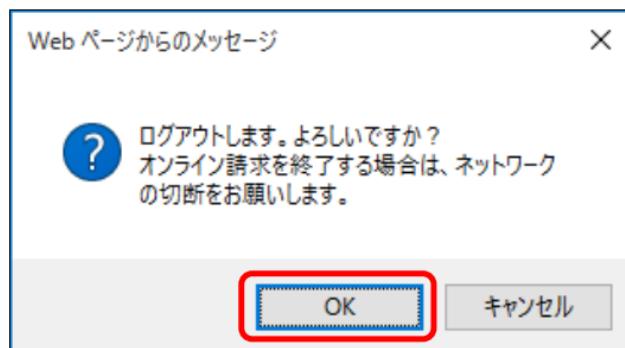 Web ページからのメッセージ
ログアウトします。よろしいですか?
オンライン請求を終了する場合は、ネットワーク
の切断をお願いします。
OK
キャンセル